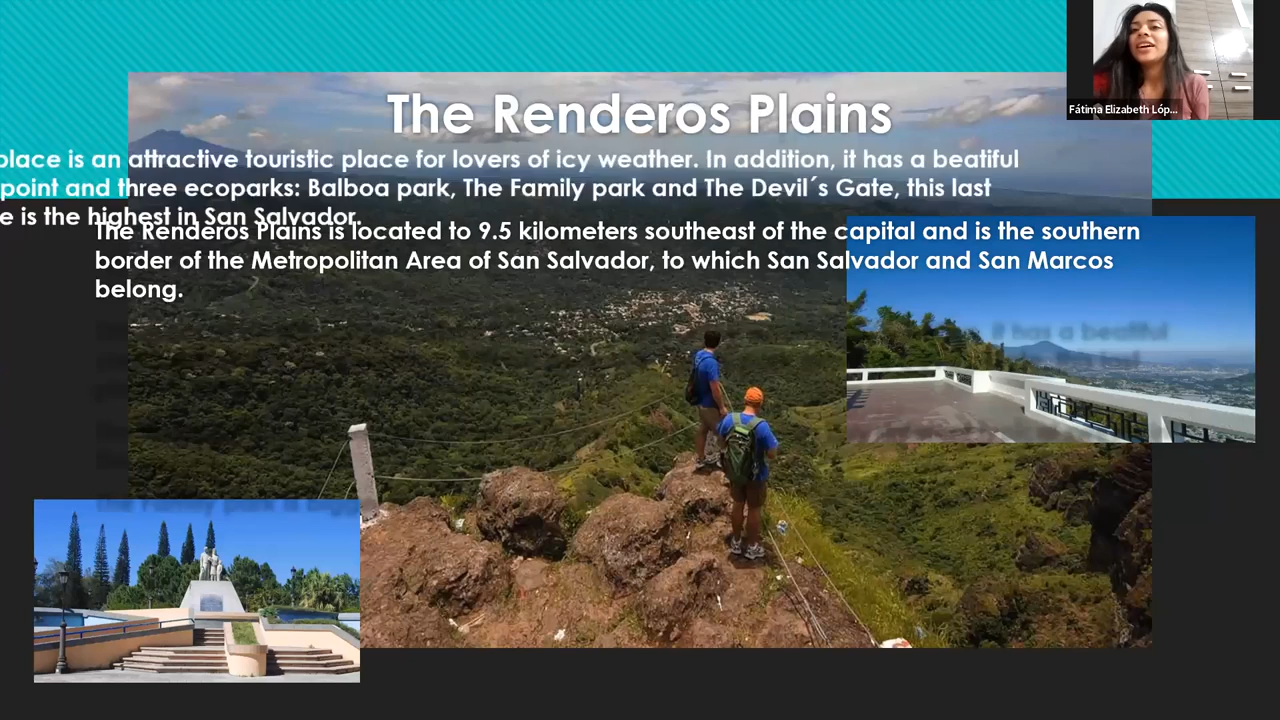 The Renderos Plains
place is an attractive touristic place for lovers of icy weather. In addition, it has a beatiful
point and three ecoparks: Balboa park, The Family park and The Devil´s Gate, this last
e is the highest in San Salvador.
The Renderos Plains is located to 9.5 kilometers southeast of the capital and is the southern
border of the Metropolitan Area of San Salvador, to which San Salvador and San Marcos
belong.
it has a beatiful
Fátima Elizabeth Lóp...